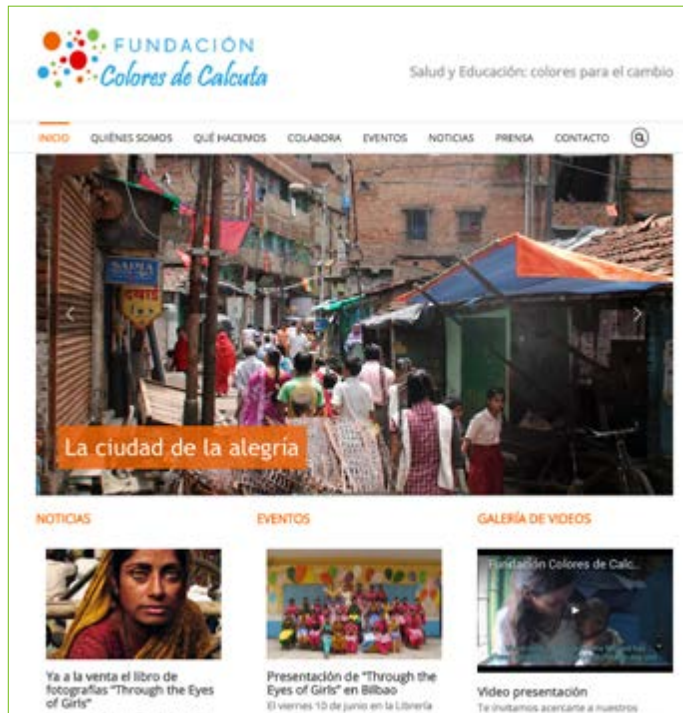 FUNDACIÓN
Colores de Calcuta
Salud y Educación: colores para el cambio
INICIO QUIÉNES SOMOS QUÉ HACEMOS COLABORA EVENTOS NOTICIAS PRENSA CONTACTO
La ciudad de la alegría
NOTICIAS
EVENTOS
GALERÍA DE VIDEOS
Fundación Colores de Calc...
Ya a la venta el libro de
fotografías "Through the Eyes
of Girls"
Presentación de "Through the
Eyes of Girls" en Bilbao
El viernes 10 de junio en la Librería
Video presentación
Te invitamos acercarte a nuestros